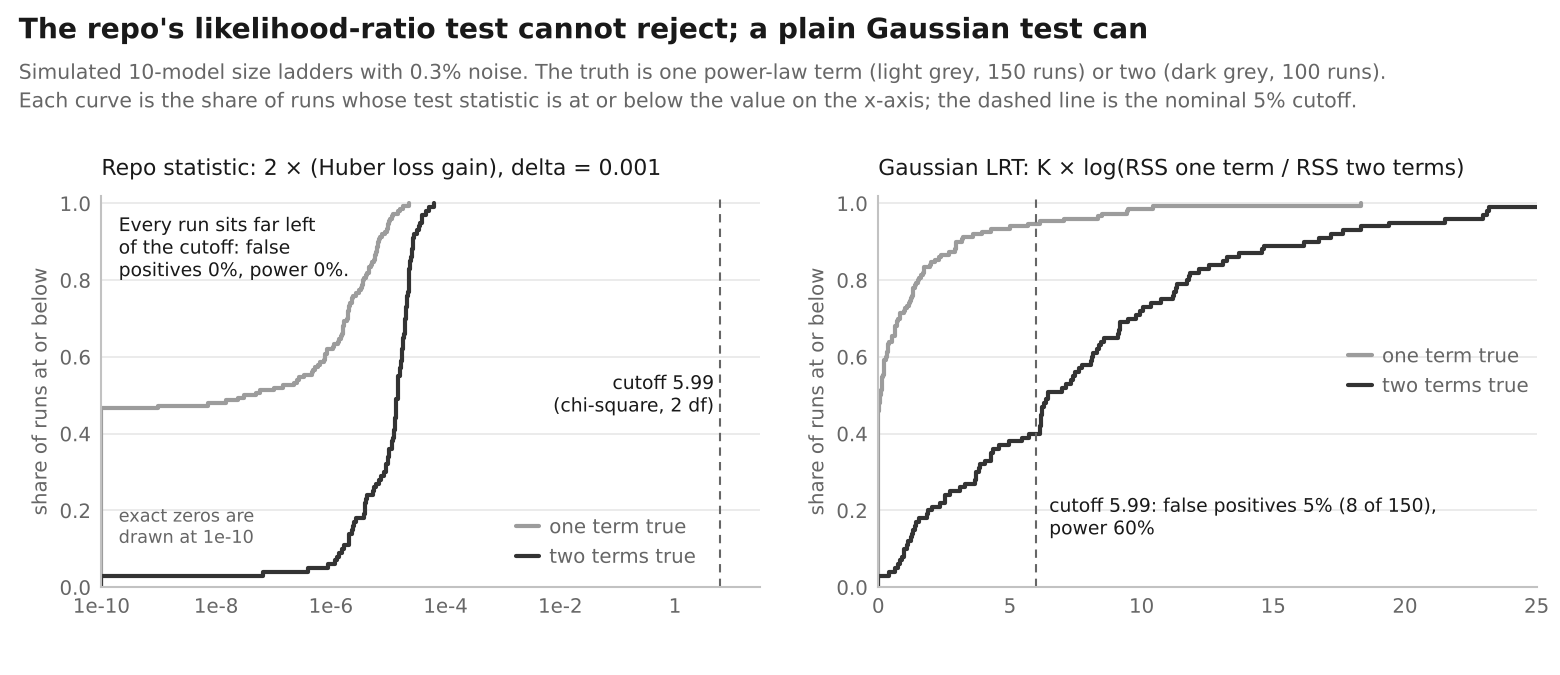 The repo's likelihood-ratio test cannot reject; a plain Gaussian test can
Simulated 10-model size ladders with 0.3% noise. The truth is one power-law term (light grey, 150 runs) or two (dark grey, 100 runs).
Each curve is the share of runs whose test statistic is at or below the value on the x-axis; the dashed line is the nominal 5% cutoff.
Repo statistic: 2 × (Huber loss gain), delta = 0.001
share of runs at or below
1.0
0.8
0.6
0.4
0.2
0.0
Every run sits far left
of the cutoff: false
positives 0%, power 0%.
cutoff 5.99
(chi-square, 2 df)
exact zeros are
drawn at 1e-10
one term true
two terms true
1e-10
1e-8
1e-6
1e-4
1e-2
1
Gaussian LRT: K × log(RSS one term / RSS two terms)
share of runs at or below
1.0
0.8
0.6
0.4
0.2
0.0
one term true
two terms true
cutoff 5.99: false positives 5% (8 of 150),
power 60%
0
5
10
15
20
25